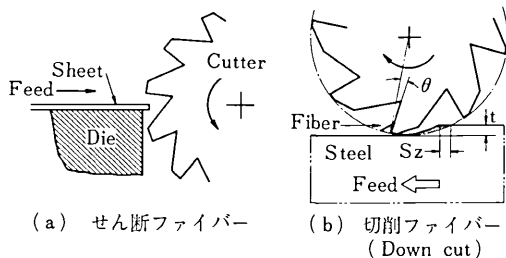 Sheet
Feed
Cutter
Die
(a) せん断ファイバー
θ
Fiber
t
Steel
Sz
Feed
(b) 切削ファイバー
(Down cut)